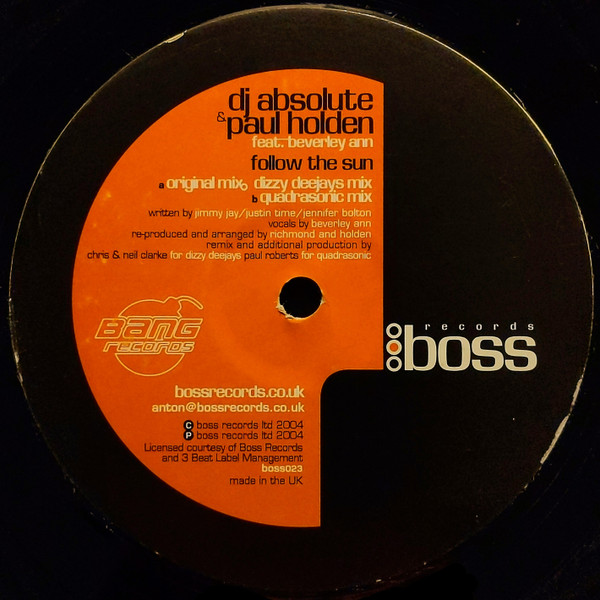 dj absolute
& paul holden
feat. beverley ann
follow the sun
a original mix b dizzy deejays mix
b quadrasonic mix
written by jimmy jay/justin time/jennifer bolton
vocals by beverley ann
re-produced and arranged by richmond and holden
remix and additional production by
chris & neil clarke for dizzy deejays paul roberts for quadrasonic
BANG
records
records
boss
bossrecords.co.uk
anton@bossrecords.co.uk
C boss records ltd 2004
P boss records ltd 2004
Licensed courtesy of Boss Records
and 3 Beat Label Management
boss023
made in the UK